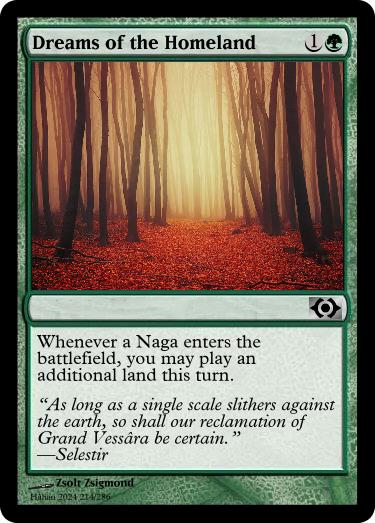 Dreams of the Homeland 1
Whenever a Naga enters the
battlefield, you may play an
additional land this turn.
“As long as a single scale slithers against
the earth, so shall our reclamation of
Grand Vessâra be certain.”
—Selestir
Zsolt Zsigmond
2024 214/286